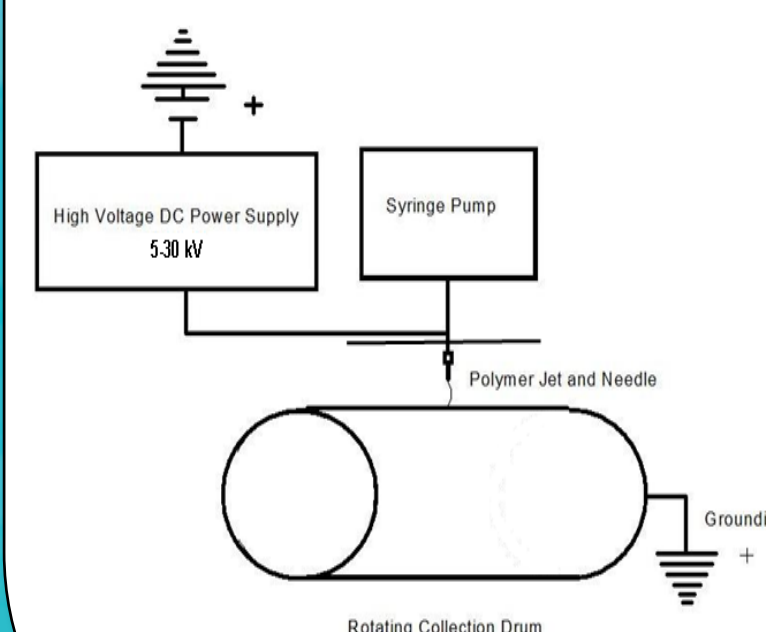 +
High Voltage DC Power Supply
5-30 kV
Syringe Pump
Polymer Jet and Needle
Groundi
+
Rotating Collection Drum